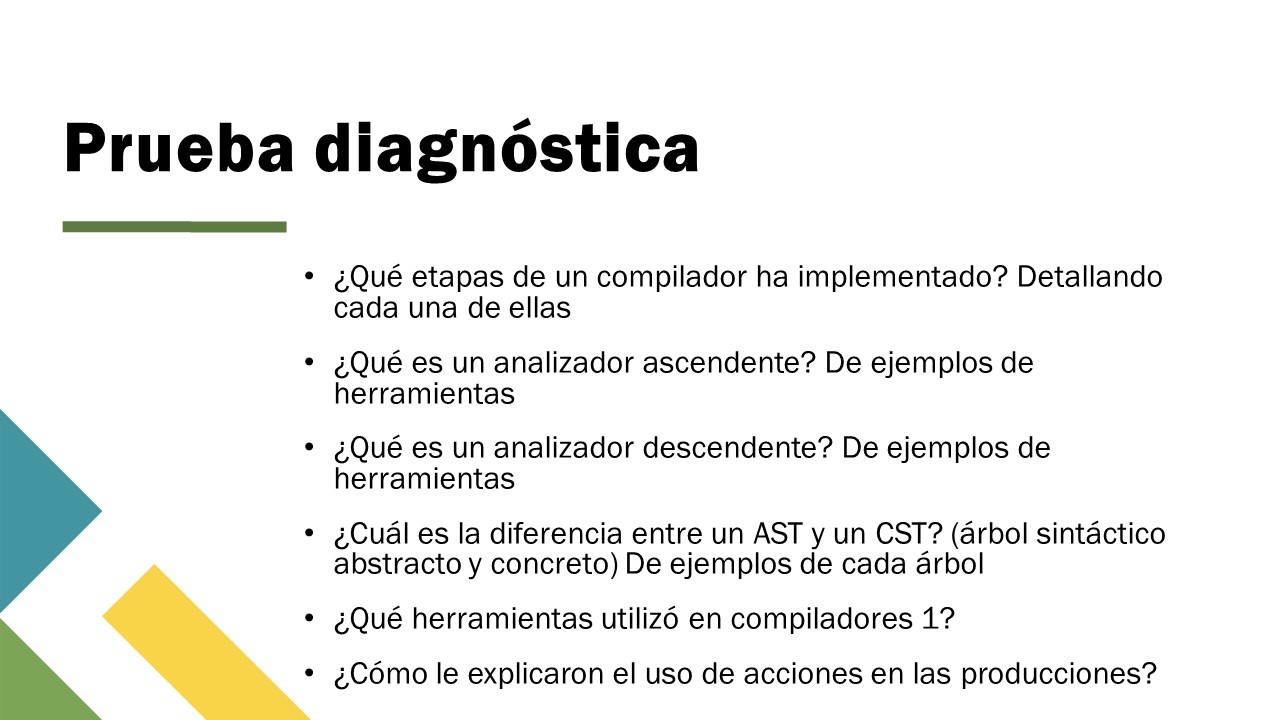 Prueba diagnóstica
• ¿Qué etapas de un compilador ha implementado? Detallando
cada una de ellas
• ¿Qué es un analizador ascendente? De ejemplos de
herramientas
• ¿Qué es un analizador descendente? De ejemplos de
herramientas
• ¿Cuál es la diferencia entre un AST y un CST? (árbol sintáctico
abstracto y concreto) De ejemplos de cada árbol
• ¿Qué herramientas utilizó en compiladores 1?
• ¿Cómo le explicaron el uso de acciones en las producciones?